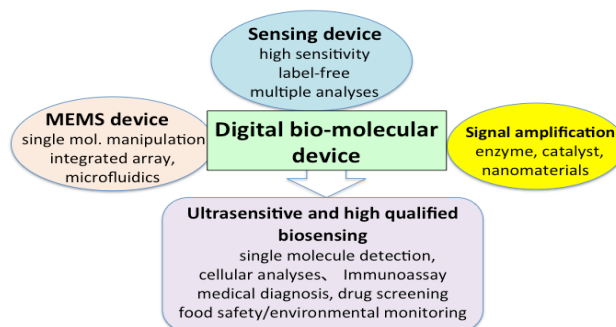 Sensing device
high sensitivity
label-free
multiple analyses
MEMS device
single mol. manipulation
integrated array,
microfluidics
Digital bio-molecular
device
Signal amplification
enzyme, catalyst,
nanomaterials
Ultrasensitive and high qualified
biosensing
single molecule detection,
cellular analyses、 Immunoassay
medical diagnosis, drug screening
food safety/environmental monitoring